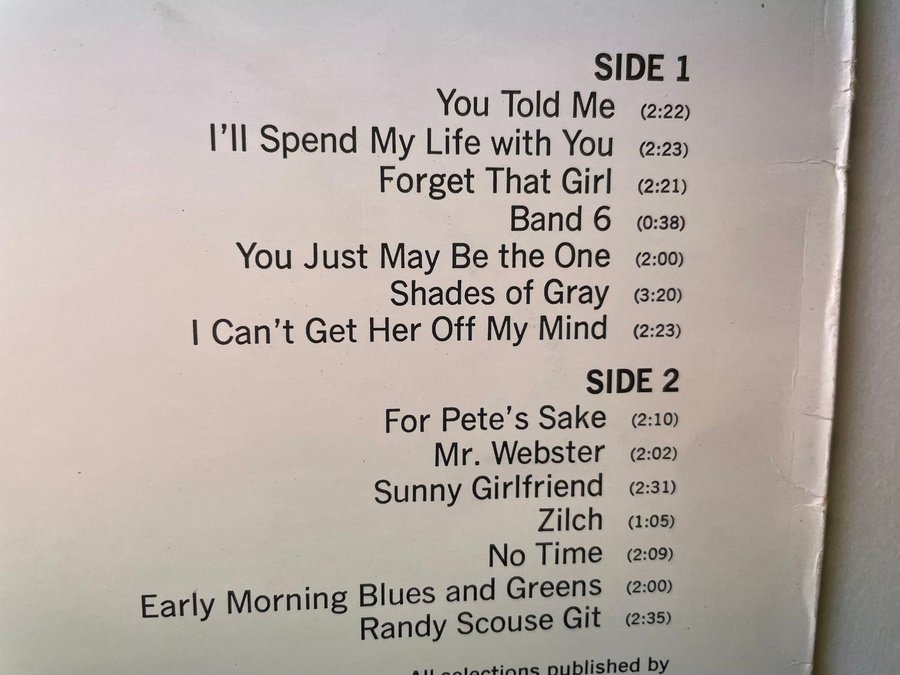 SIDE 1
You Told Me (2:22)
I'll Spend My Life with You (2:23)
Forget That Girl (2:21)
Band 6 (0:38)
You Just May Be the One (2:00)
Shades of Gray (3:20)
I Can't Get Her Off My Mind (2:23)
SIDE 2
For Pete's Sake (2:10)
Mr. Webster (2:02)
Sunny Girlfriend (2:31)
Zilch (1:05)
No Time (2:09)
Early Morning Blues and Greens (2:00)
Randy Scouse Git (2:35)
All selections published by